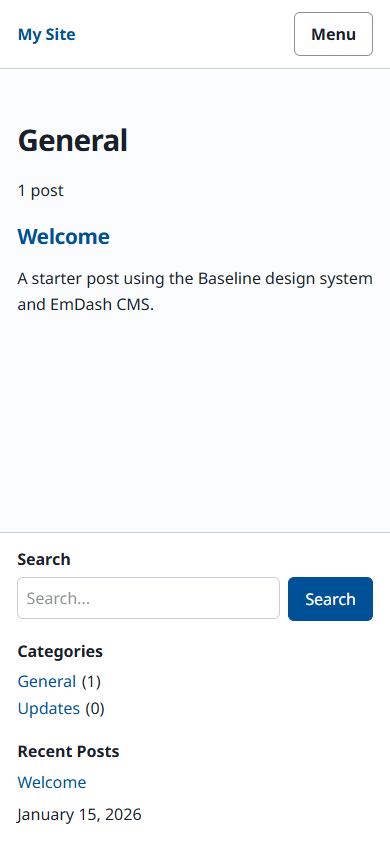 My Site
Menu
General
1 post
Welcome
A starter post using the Baseline design system
and EmDash CMS.
Search
Search...
Search
Categories
General (1)
Updates (0)
Recent Posts
Welcome
January 15, 2026